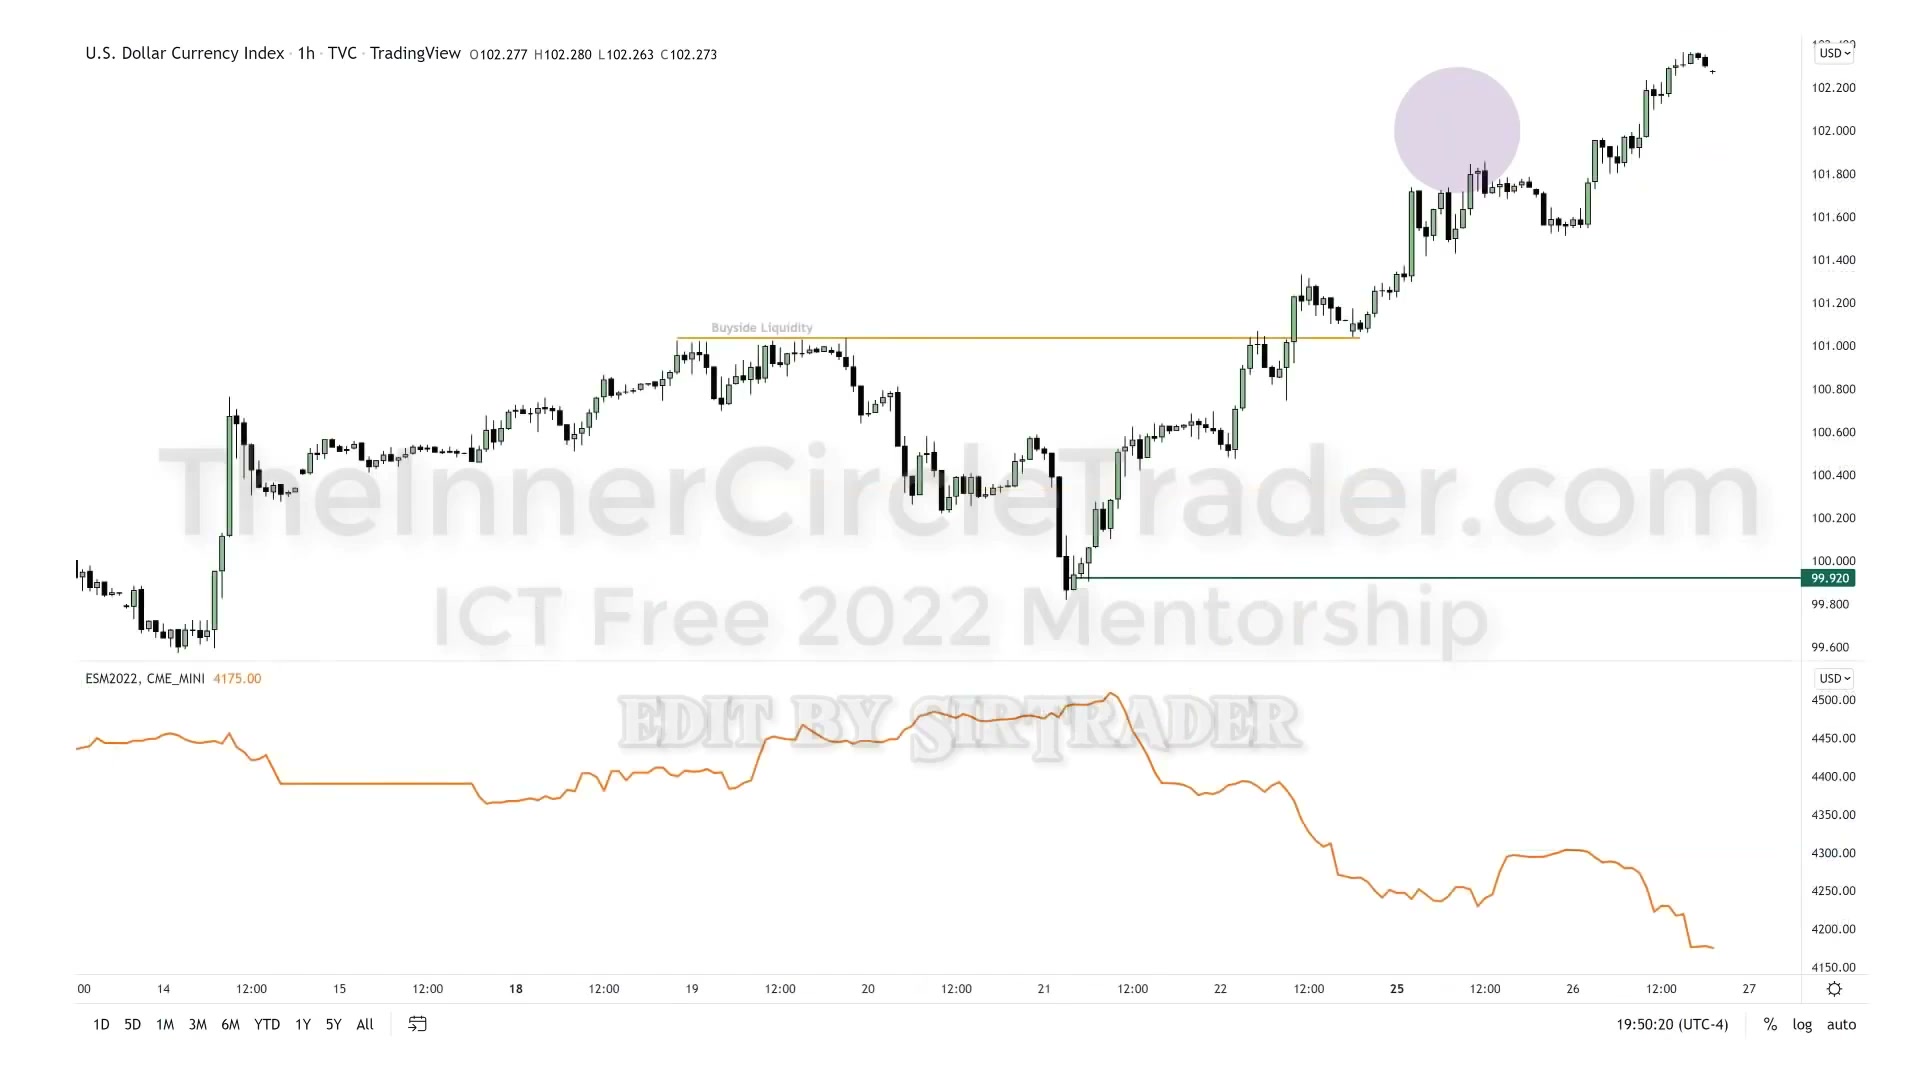 U.S. Dollar Currency Index · 1h · TVC · TradingView O102.277 H102.280 L102.263 C102.273
USD
102.200
102.000
101.800
101.600
101.400
101.200
Buyside Liquidity
101.000
100.800
100.600
TheInnerCircleTrader.com
100.400
100.200
100.000
99.920
99.800
ICT Free 2022 Mentorship
99.600
ESM2022, CME_MINI 4175.00
USD
4500.00
EDIT BY SIRTRADER
4450.00
4400.00
4350.00
4300.00
4250.00
4200.00
4150.00
00 14 12:00 15 12:00 18 12:00 19 12:00 20 12:00 21 12:00 22 12:00 25 12:00 26 12:00 27
1D 5D 1M 3M 6M YTD 1Y 5Y All 19:50:20 (UTC-4) % log auto